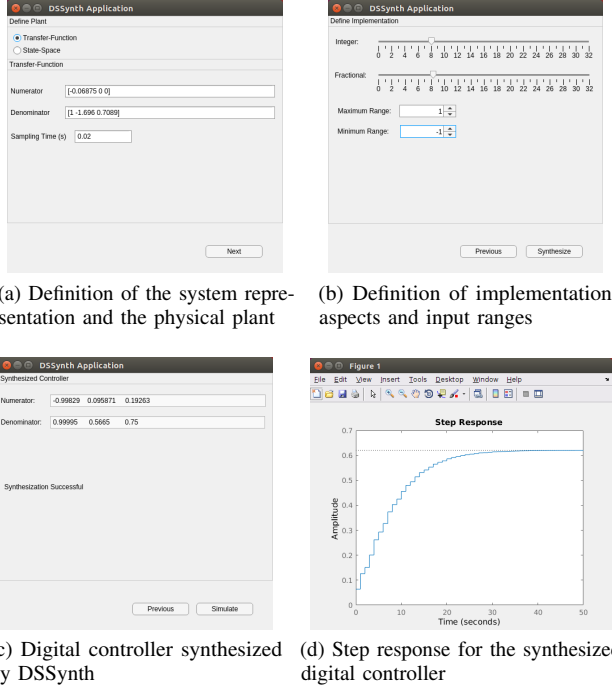 DSSynth Application
Define Plant
Transfer-Function
State-Space
Transfer-Function
Numerator [-0.06875 0 0]
Denominator [1 -1.696 0.7089]
Sampling Time (s) 0.02
Next
(a) Definition of the system repre-
sentation and the physical plant
DSSynth Application
Define Implementation
Integer:
0 2 4 6 8 10 12 14 16 18 20 22 24 26 28 30 32
Fractional:
0 2 4 6 8 10 12 14 16 18 20 22 24 26 28 30 32
Maximum Range: 1
Minimum Range: -1
Previous Synthesize
(b) Definition of implementation
aspects and input ranges
DSSynth Application
Synthesized Controller
Numerator: -0.99829 0.095871 0.19263
Denominator: 0.99995 0.5665 0.75
Synthesization Successful
Previous Simulate
c) Digital controller synthesized
y DSSynth
Figure 1
File Edit View Insert Tools Desktop Window Help
Step Response
Amplitude
0.7
0.6
0.5
0.4
0.3
0.2
0.1
0
0 10 20 30 40 50
Time (seconds)
(d) Step response for the synthesized
digital controller